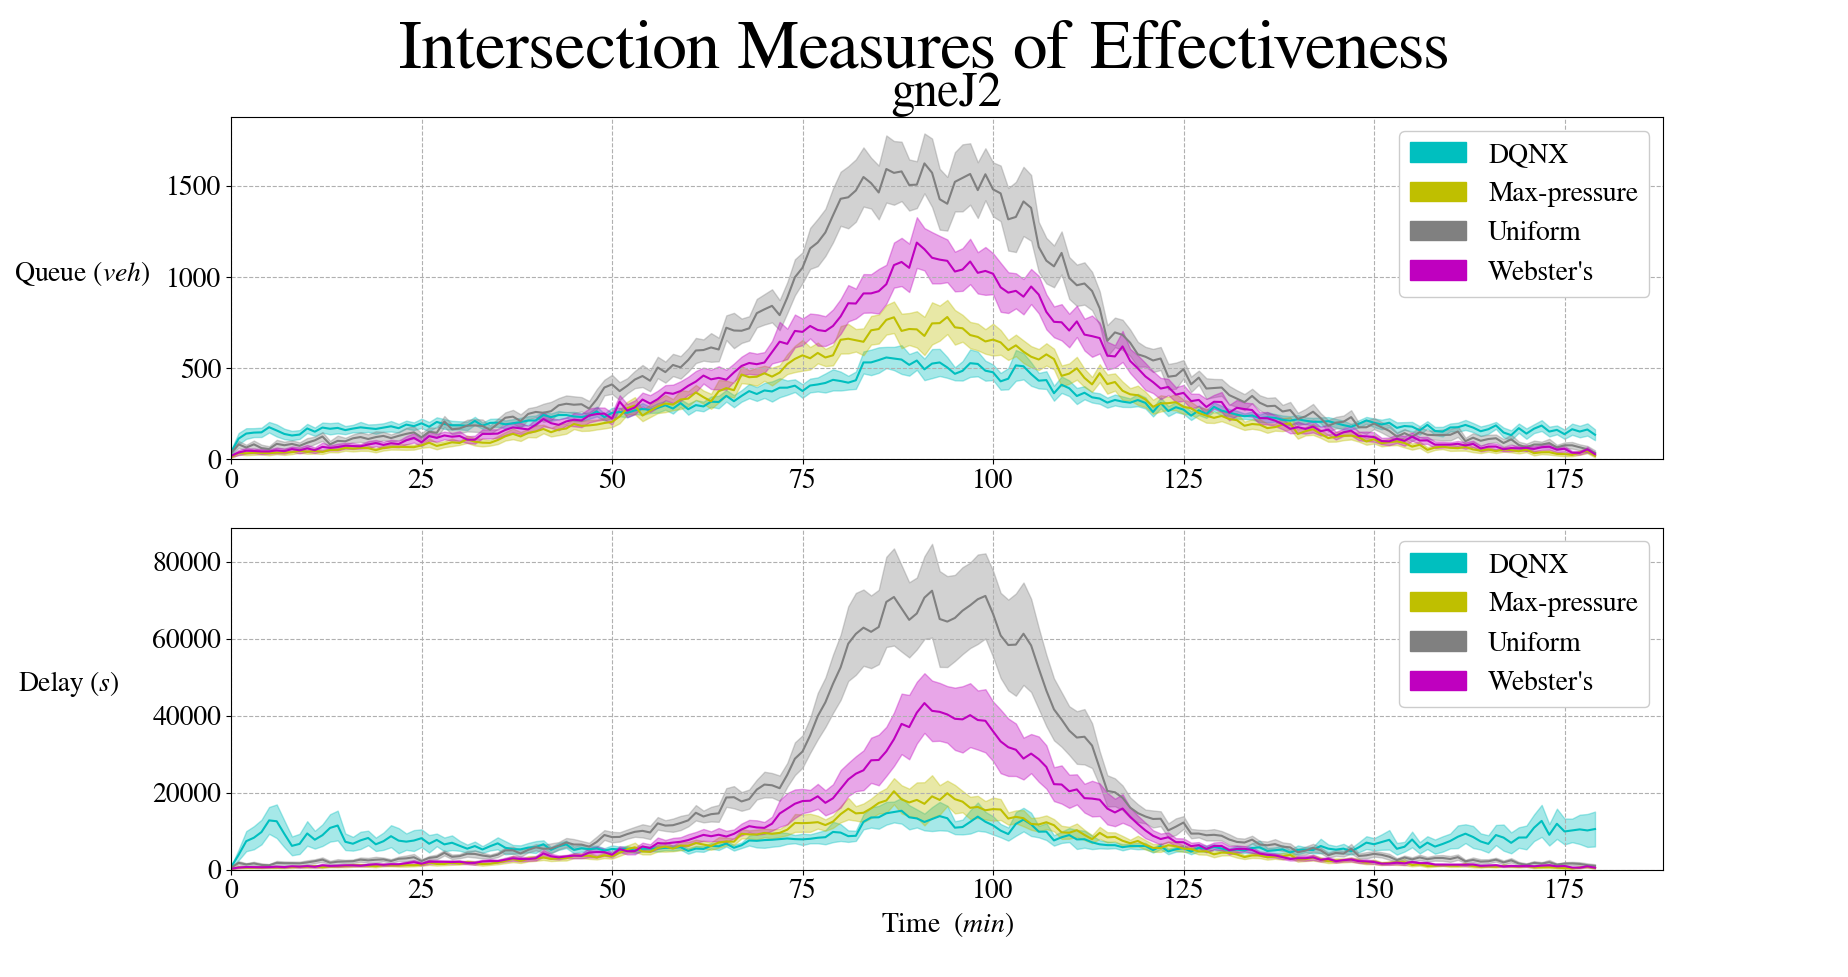 Intersection Measures of Effectiveness
gneJ2
1500
1000
500
0
Queue (veh)
0 25 50 75 100 125 150 175
DQNX
Max-pressure
Uniform
Webster's
80000
60000
40000
20000
0
Delay (s)
0 25 50 75 100 125 150 175
Time (min)
DQNX
Max-pressure
Uniform
Webster's